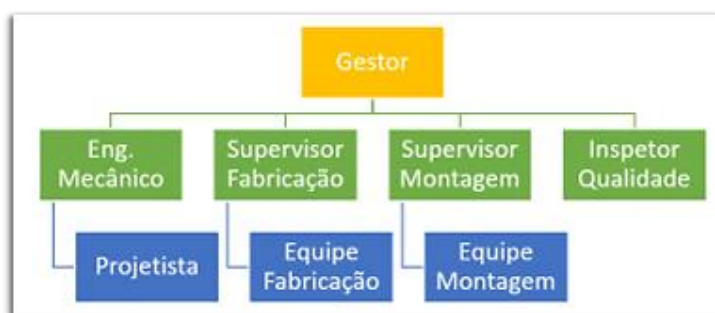 Gestor
Eng.
Mecânico
Supervisor
Fabricação
Supervisor
Montagem
Inspetor
Qualidade
Projetista
Equipe
Fabricação
Equipe
Montagem